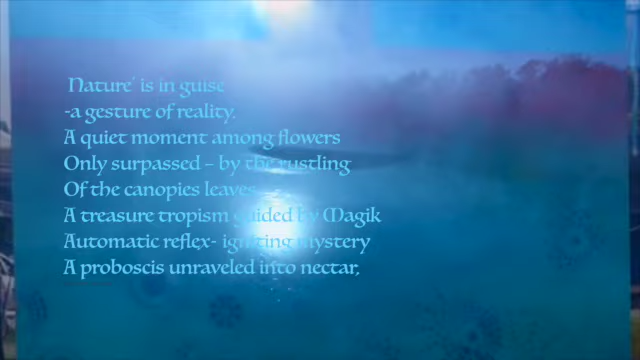 Nature' is in guise
-a gesture of reality.
A quiet moment among flowers
Only surpassed - by the rustling
Of the canopies leaves
A treasure tropism guided by Magik
Automatic reflex- igniting mystery
A proboscis unraveled into nectar.